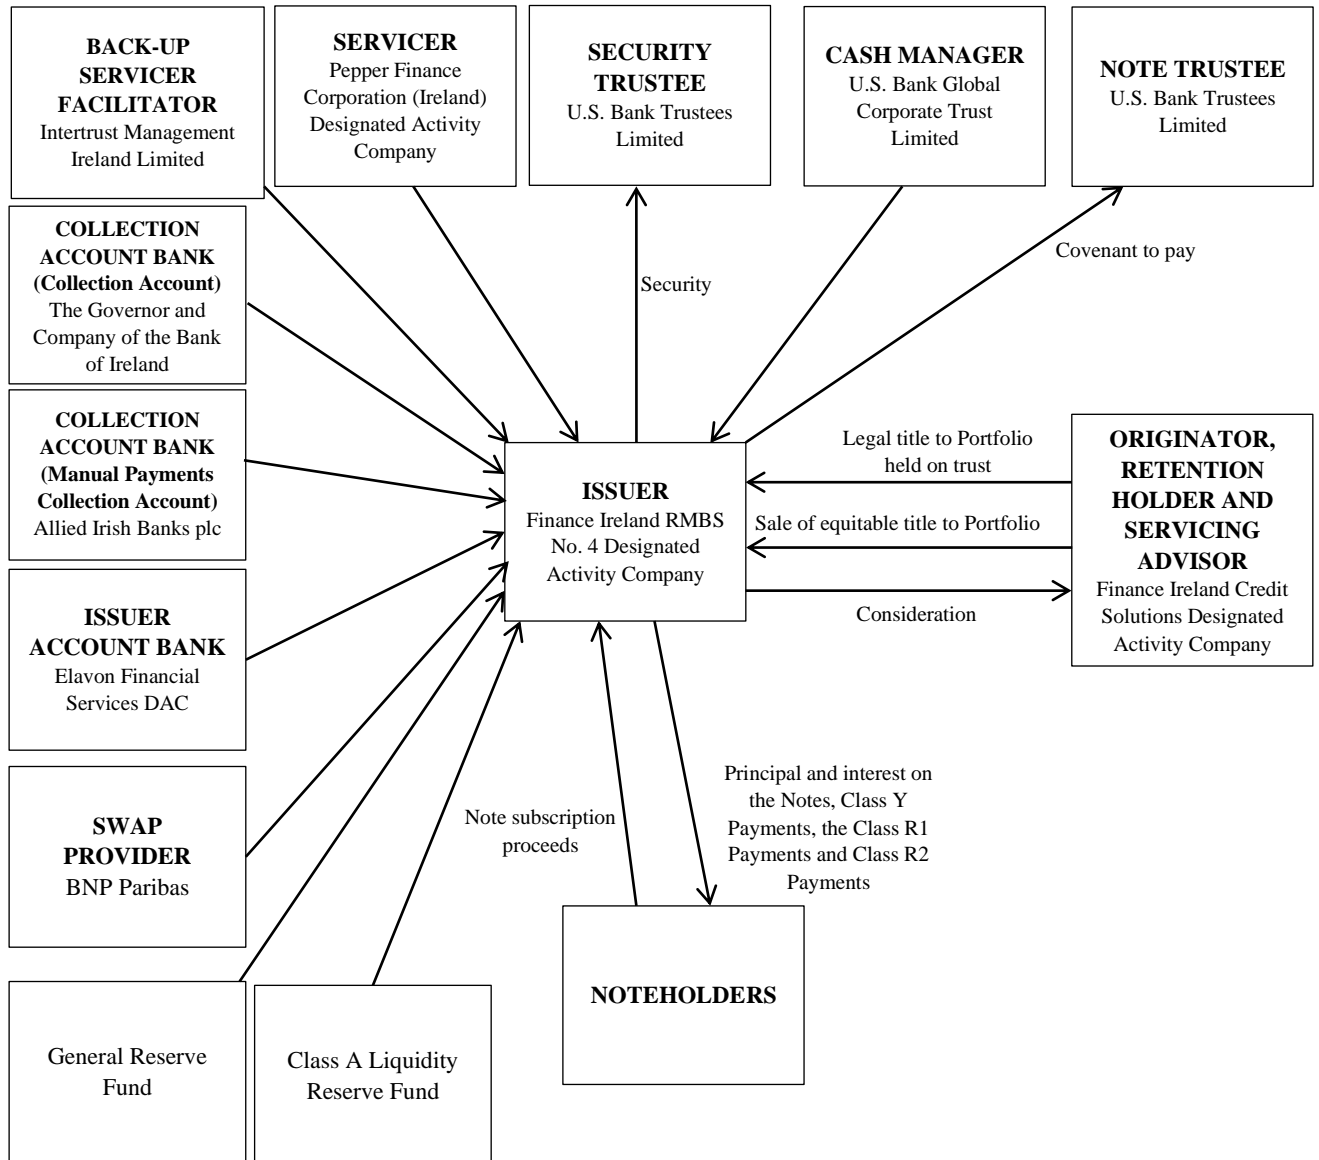 BACK-UP
SERVICER
FACILITATOR
Intertrust Management
Ireland Limited
SERVICER
Pepper Finance
Corporation (Ireland)
Designated Activity
Company
SECURITY
TRUSTEE
U.S. Bank Trustees
Limited
CASH MANAGER
U.S. Bank Global
Corporate Trust
Limited
NOTE TRUSTEE
U.S. Bank Trustees
Limited
COLLECTION
ACCOUNT BANK
(Collection Account)
The Governor and
Company of the Bank
of Ireland
Security
Covenant to pay
COLLECTION
ACCOUNT BANK
(Manual Payments
Collection Account)
Allied Irish Banks plc
ISSUER
Finance Ireland RMBS
No. 4 Designated
Activity Company
Legal title to Portfolio
held on trust
Sale of equitable title to Portfolio
Consideration
ORIGINATOR,
RETENTION
HOLDER AND
SERVICING
ADVISOR
Finance Ireland Credit
Solutions Designated
Activity Company
ISSUER
ACCOUNT BANK
Elavon Financial
Services DAC
SWAP
PROVIDER
BNP Paribas
Note subscription
proceeds
Principal and interest on
the Notes, Class Y
Payments, the Class R1
Payments and Class R2
Payments
NOTEHOLDERS
General Reserve
Fund
Class A Liquidity
Reserve Fund